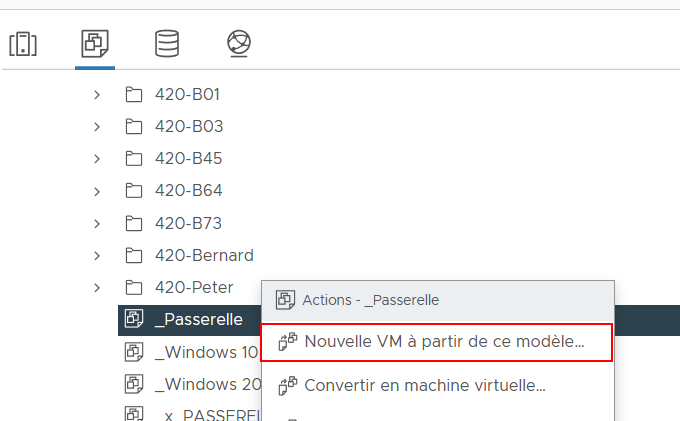 420-B01
420-B03
420-B45
420-B64
420-B73
420-Bernard
420-Peter
Actions - _Passerelle
_Passerelle
Nouvelle VM à partir de ce modèle...
_Windows 10
Convertir en machine virtuelle...
_Windows 20
_x_PASSEREL